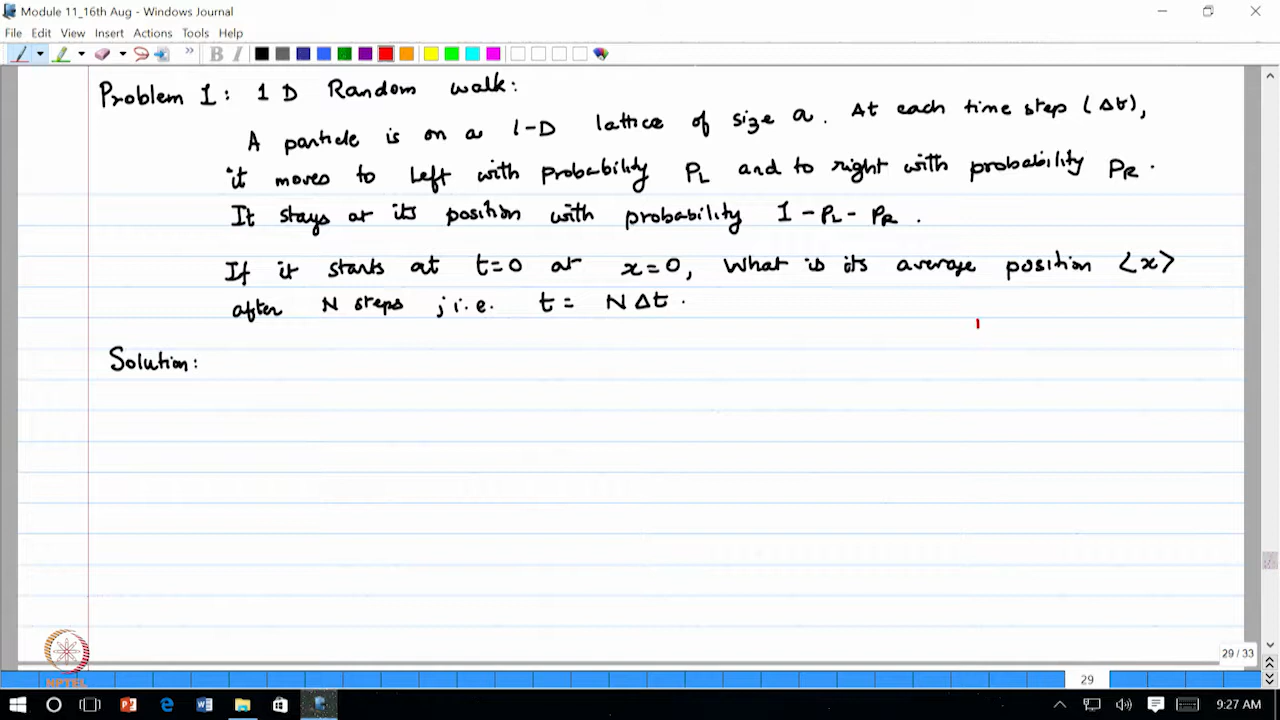 Module 11_16th Aug - Windows Journal
File Edit View Insert Actions Tools Help
Problem 1: 1 D Random walk:
A particle is on a 1-D lattice of size a. At each time step (Δt),
it moves to left with probability PL and to right with probability PR.
It stays at its position with probability 1 - PL - PR.
If it starts at t=0 at x=0, What is its average position <x>
after N steps ; i.e. t = N Δt.
Solution:
29 / 33
29
NPTEL
9:27 AM